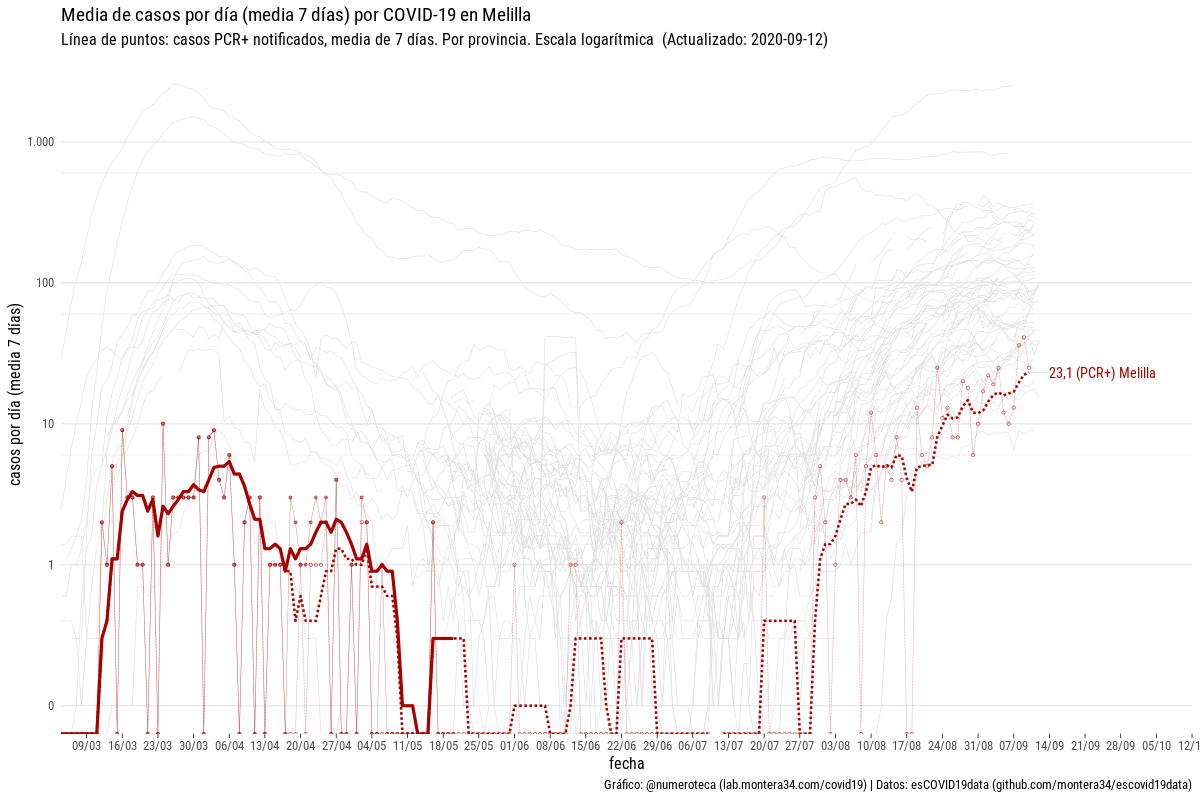 Media de casos por día (media 7 días) por COVID-19 en Melilla
Línea de puntos: casos PCR+ notificados, media de 7 días. Por provincia. Escala logarítmica  (Actualizado: 2020-09-12)
casos por día (media 7 días)
1.000
100
10
1
0
23,1 (PCR+) Melilla
09/03 16/03 23/03 30/03 06/04 13/04 20/04 27/04 04/05 11/05 18/05 25/05 01/06 08/06 15/06 22/06 29/06 06/07 13/07 20/07 27/07 03/08 10/08 17/08 24/08 31/08 07/09 14/09 21/09 28/09 05/10 12/1
fecha
Gráfico: @numeroteca (lab.montera34.com/covid19) | Datos: esCOVID19data (github.com/montera34/escovid19data)